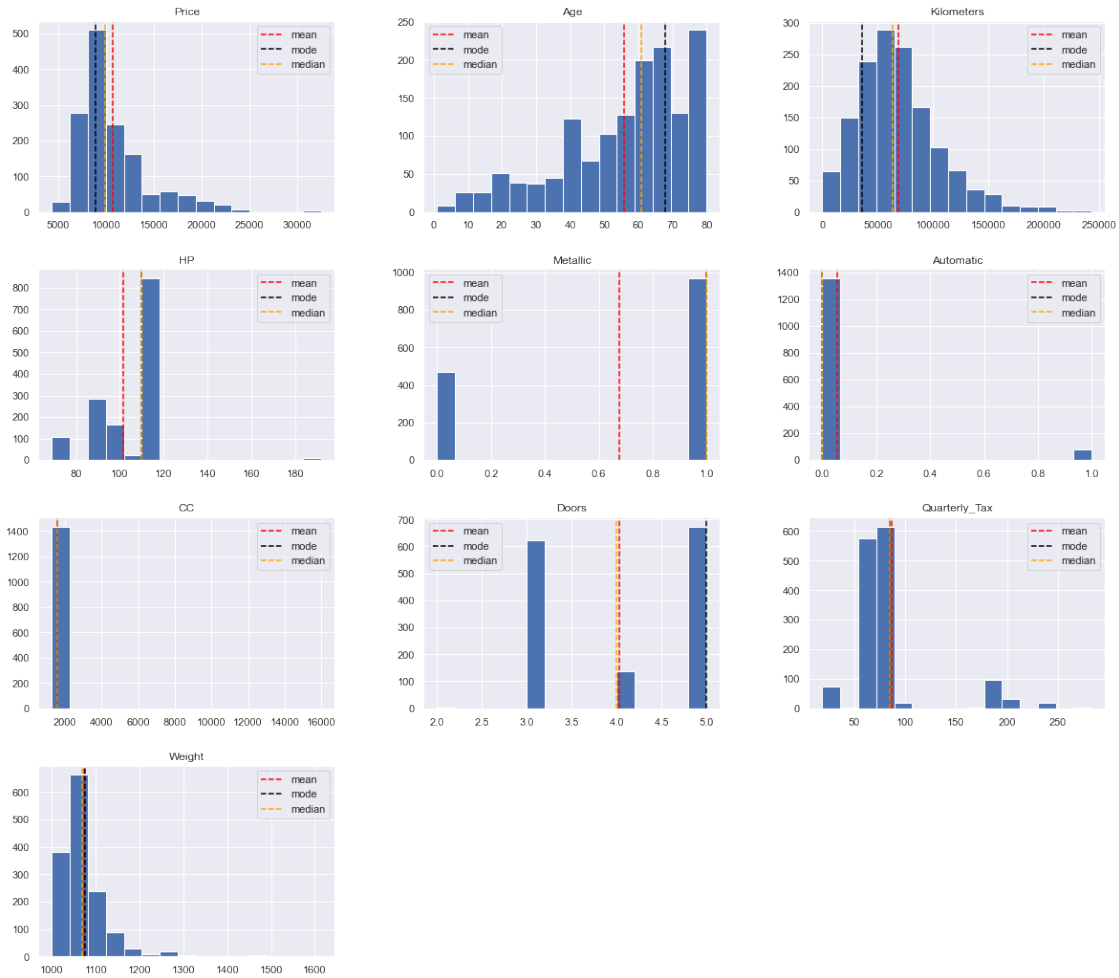 Price
500
400
300
200
100
0
5000 10000 15000 20000 25000 30000
mean
mode
median
Age
250
200
150
100
50
0
0 10 20 30 40 50 60 70 80
mean
mode
median
Kilometers
300
250
200
150
100
50
0
0 50000 100000 150000 200000 250000
mean
mode
median
HP
800
700
600
500
400
300
200
100
0
80 100 120 140 160 180
mean
mode
median
Metallic
1000
800
600
400
200
0
0.0 0.2 0.4 0.6 0.8 1.0
mean
mode
median
Automatic
1400
1200
1000
800
600
400
200
0
0.0 0.2 0.4 0.6 0.8 1.0
mean
mode
median
CC
1400
1200
1000
800
600
400
200
0
2000 4000 6000 8000 10000 12000 14000 16000
mean
mode
median
Doors
700
600
500
400
300
200
100
0
2.0 2.5 3.0 3.5 4.0 4.5 5.0
mean
mode
median
Quarterly_Tax
600
500
400
300
200
100
0
50 100 150 200 250
mean
mode
median
Weight
600
500
400
300
200
100
0
1000 1100 1200 1300 1400 1500 1600
mean
mode
median